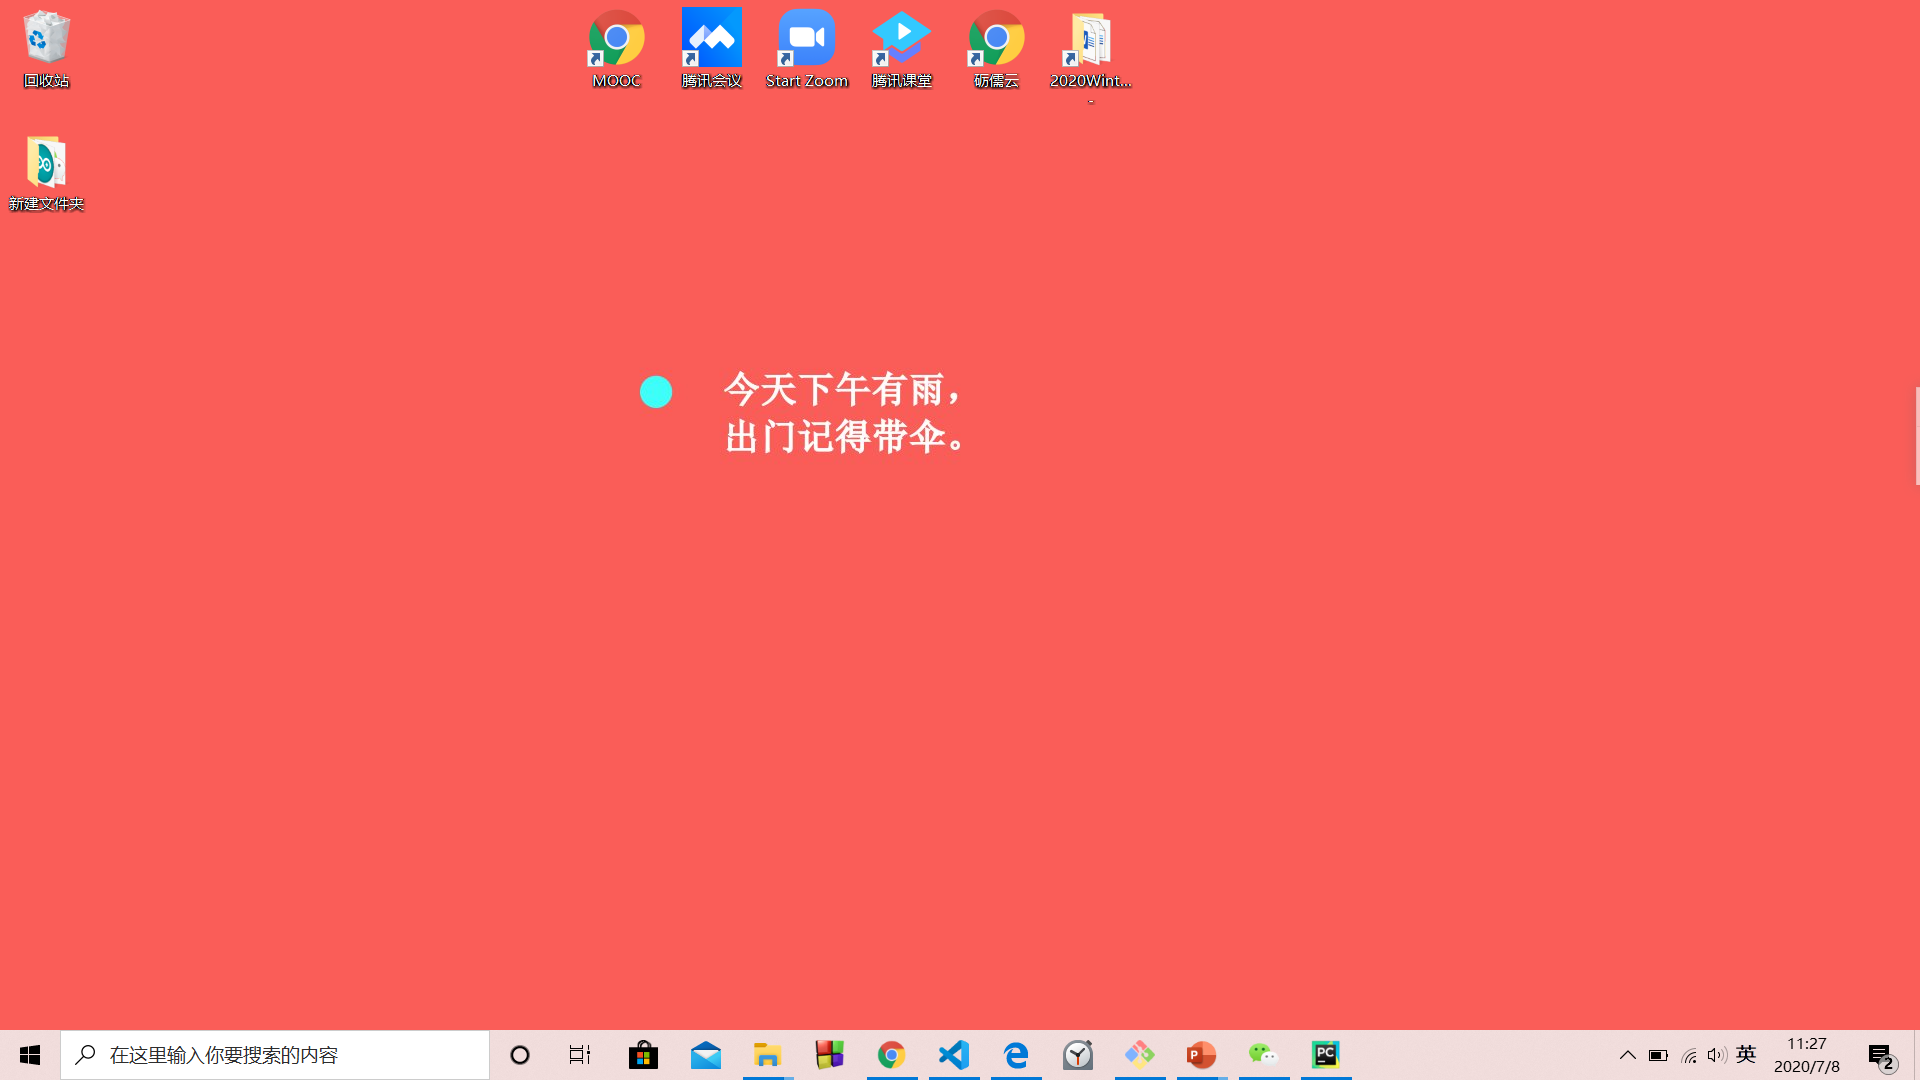 回收站
MOOC
腾讯会议
Start Zoom
腾讯课堂
砺儒云
2020Wint...
-
新建文件夹
今天下午有雨，
出门记得带伞。
在这里输入你要搜索的内容
P
PC
英
11:27
2020/7/8
2